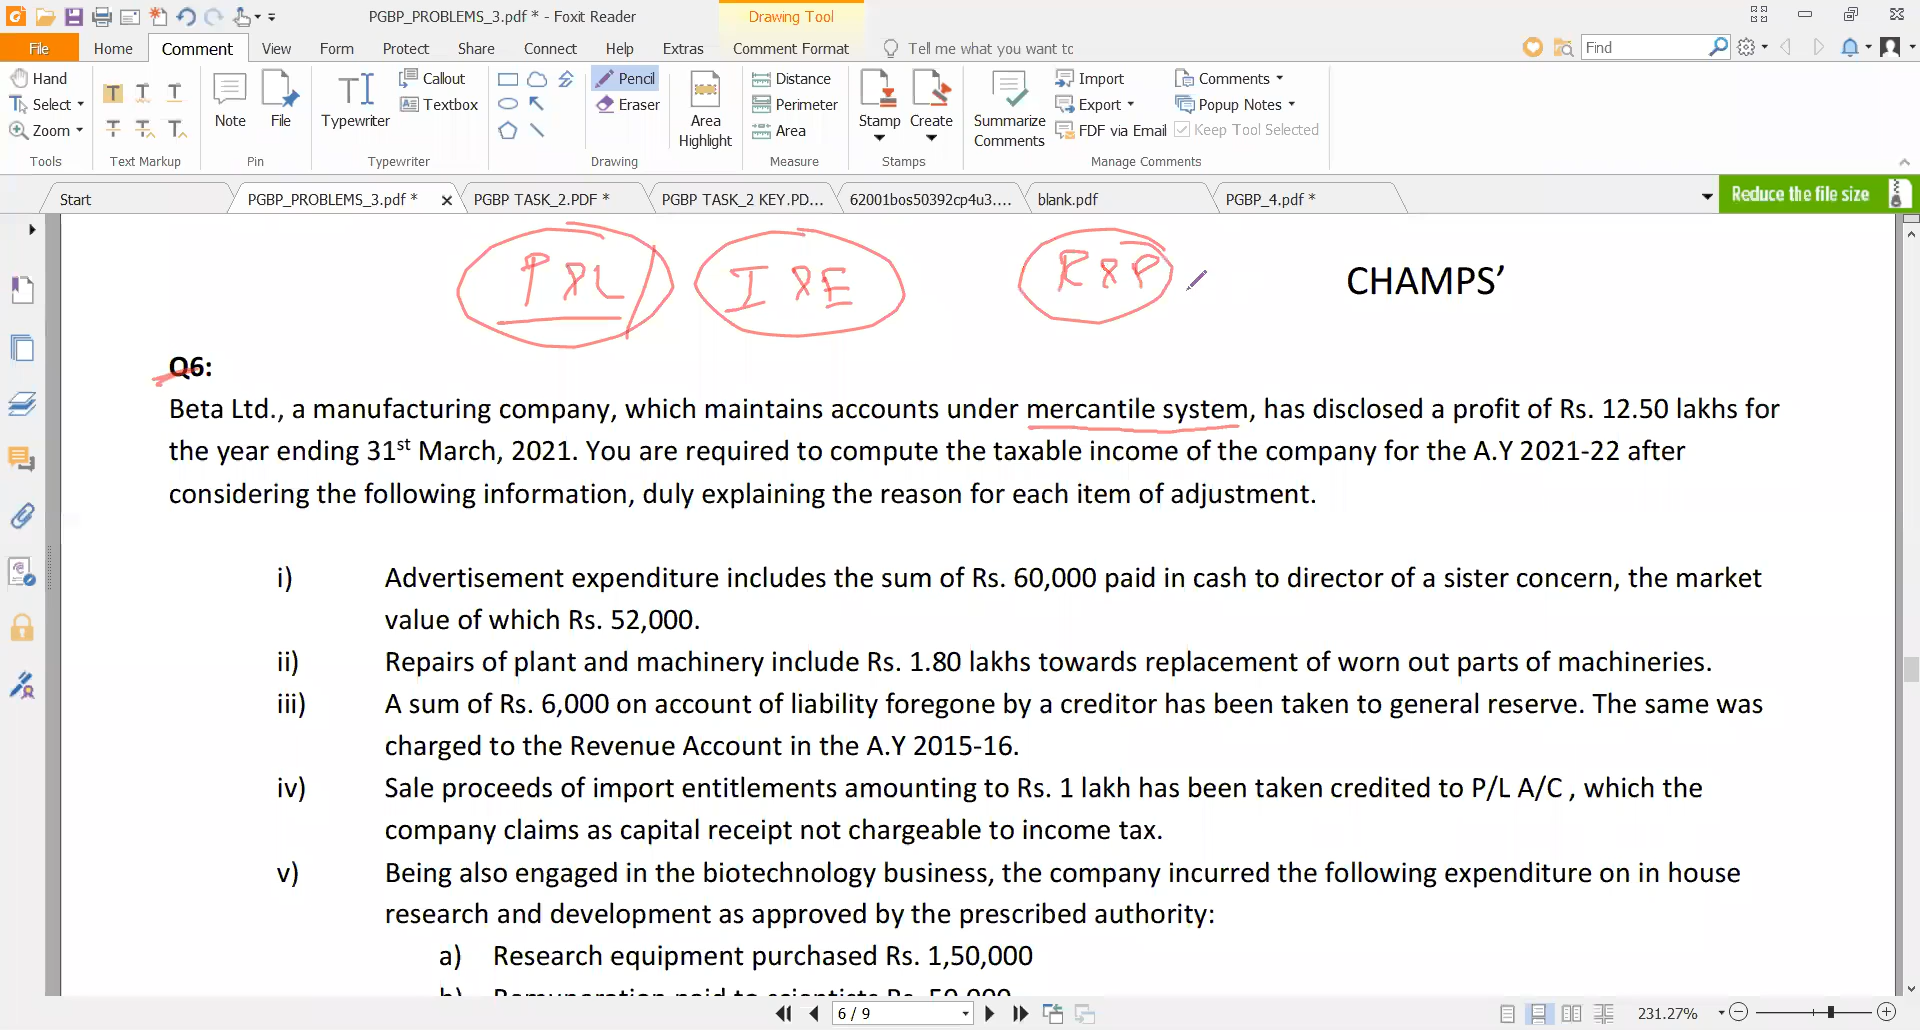 PGBP_PROBLEMS_3.pdf * - Foxit Reader
Drawing Tool
File Home Comment View Form Protect Share Connect Help Extras Comment Format Tell me what you want to Find
Hand
Select
Zoom
Tools
Text Markup
Note
File
Pin
Typewriter
Callout
Textbox
Typewriter
Pencil
Eraser
Drawing
Area
Highlight
Distance
Perimeter
Area
Measure
Stamp Create
Stamps
Summarize
Comments
Import
Export
FDF via Email
Comments
Popup Notes
Keep Tool Selected
Manage Comments
Start PGBP_PROBLEMS_3.pdf * PGBP TASK_2.PDF * PGBP TASK_2 KEY.PD... 62001bos50392cp4u3.... blank.pdf PGBP_4.pdf * Reduce the file size
P&L / I&E R&P CHAMPS’
Q6:
Beta Ltd., a manufacturing company, which maintains accounts under mercantile system, has disclosed a profit of Rs. 12.50 lakhs for
the year ending 31st March, 2021. You are required to compute the taxable income of the company for the A.Y 2021-22 after
considering the following information, duly explaining the reason for each item of adjustment.
i) Advertisement expenditure includes the sum of Rs. 60,000 paid in cash to director of a sister concern, the market
value of which Rs. 52,000.
ii) Repairs of plant and machinery include Rs. 1.80 lakhs towards replacement of worn out parts of machineries.
iii) A sum of Rs. 6,000 on account of liability foregone by a creditor has been taken to general reserve. The same was
charged to the Revenue Account in the A.Y 2015-16.
iv) Sale proceeds of import entitlements amounting to Rs. 1 lakh has been taken credited to P/L A/C , which the
company claims as capital receipt not chargeable to income tax.
v) Being also engaged in the biotechnology business, the company incurred the following expenditure on in house
research and development as approved by the prescribed authority:
a) Research equipment purchased Rs. 1,50,000
b) Remuneration paid to scientists Rs. 50,000
6 / 9 231.27%